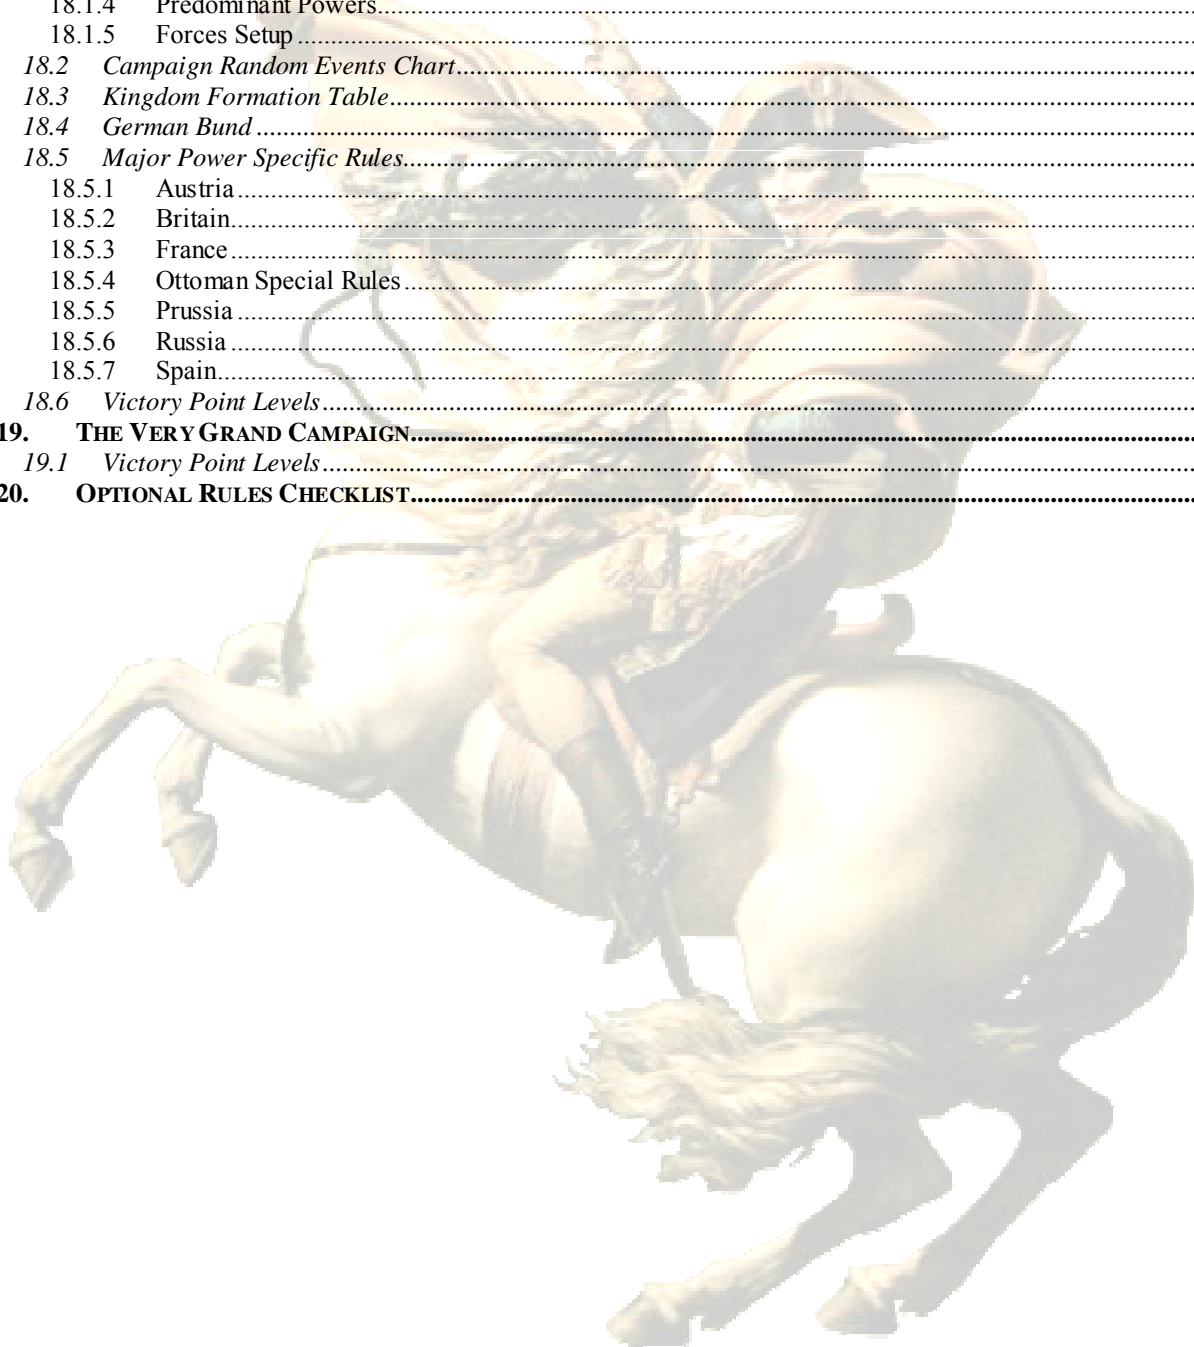 18.1.4 Predominant Powers
18.1.5 Forces Setup
18.2 Campaign Random Events Chart
18.3 Kingdom Formation Table
18.4 German Bund
18.5 Major Power Specific Rules
18.5.1 Austria
18.5.2 Britain
18.5.3 France
18.5.4 Ottoman Special Rules
18.5.5 Prussia
18.5.6 Russia
18.5.7 Spain
18.6 Victory Point Levels
19. THE VERY GRAND CAMPAIGN
19.1 Victory Point Levels
20. OPTIONAL RULES CHECKLIST